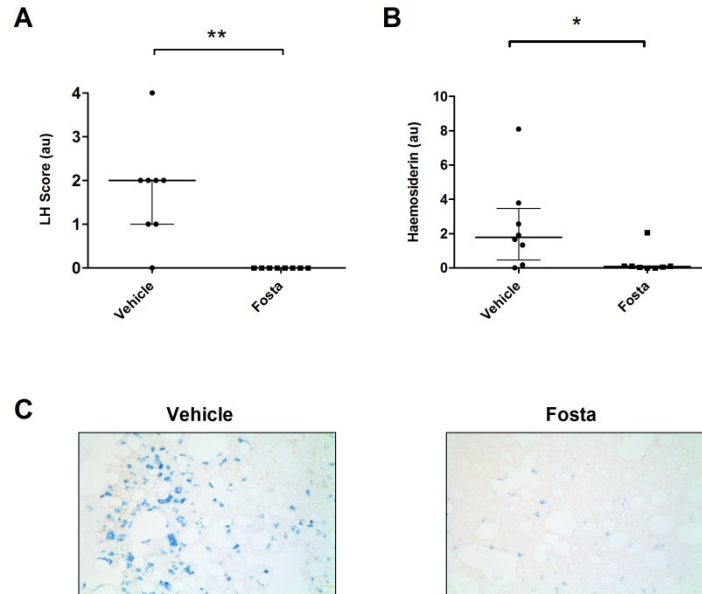 A
**
LH Score (au)
4
3
2
1
0
Vehicle
Fosta
B
*
Haemosiderin (au)
10
8
6
4
2
0
Vehicle
Fosta
C
Vehicle
Fosta